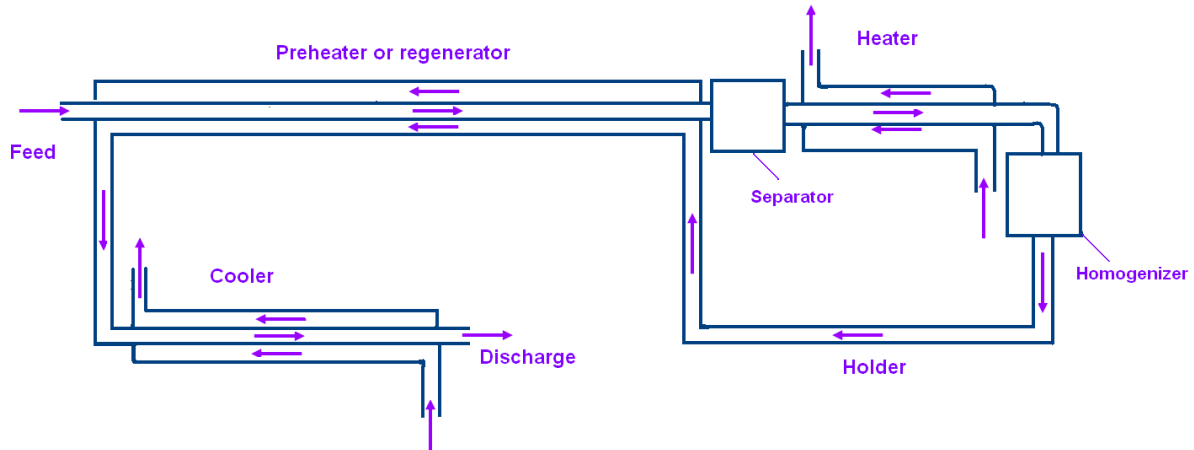 Heater
Preheater or regenerator
Feed
Separator
Homogenizer
Cooler
Discharge
Holder